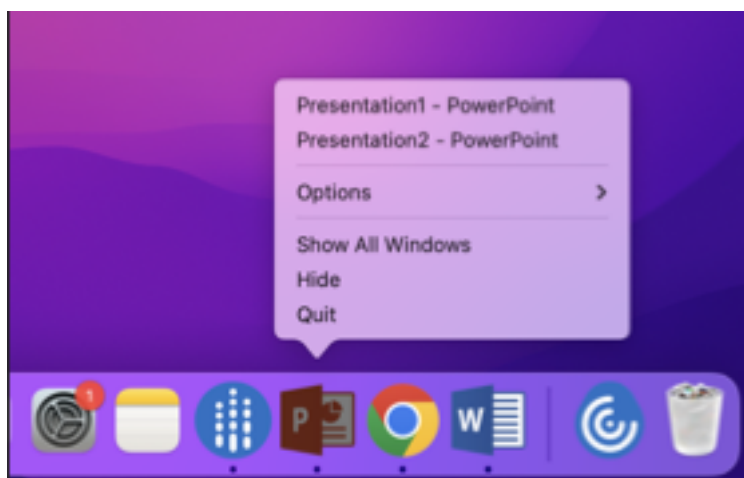 Presentation1 - PowerPoint
Presentation2 - PowerPoint
Options
Show All Windows
Hide
Quit
1
P
W